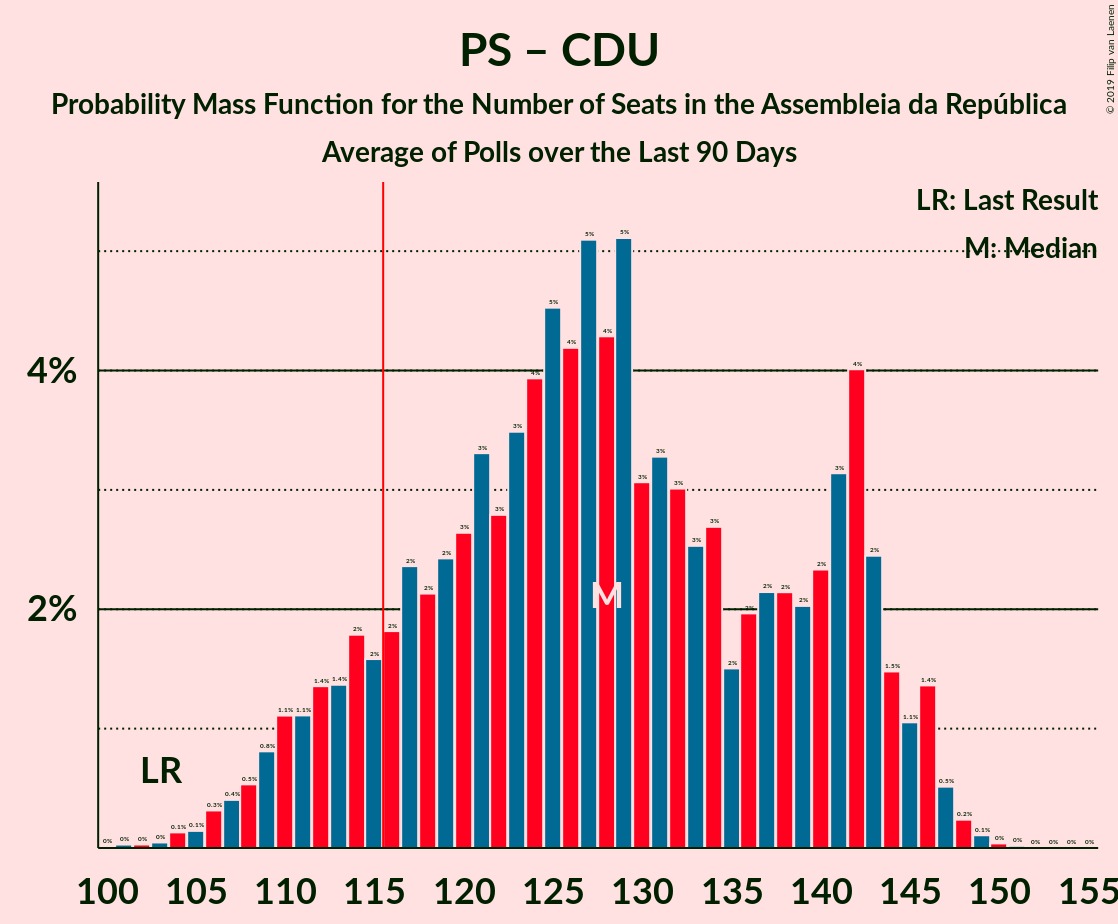 PS – CDU
Probability Mass Function for the Number of Seats in the Assembleia da República
Average of Polls over the Last 90 Days
© 2019 Filip van Laenen
LR: Last Result
M: Median
4%
2%
LR
M
0% 0% 0% 0% 0.1% 0.1% 0.3% 0.4% 0.5% 0.8% 1.1% 1.1% 1.4% 1.4% 2% 2% 2% 2% 2% 2% 3% 3% 3% 3% 4% 5% 4% 5% 4% 5% 3% 3% 3% 3% 3% 2% 2% 2% 2% 2% 2% 3% 4% 2% 1.5% 1.1% 1.4% 0.5% 0.2% 0.1% 0% 0% 0% 0% 0% 0%
100 105 110 115 120 125 130 135 140 145 150 155